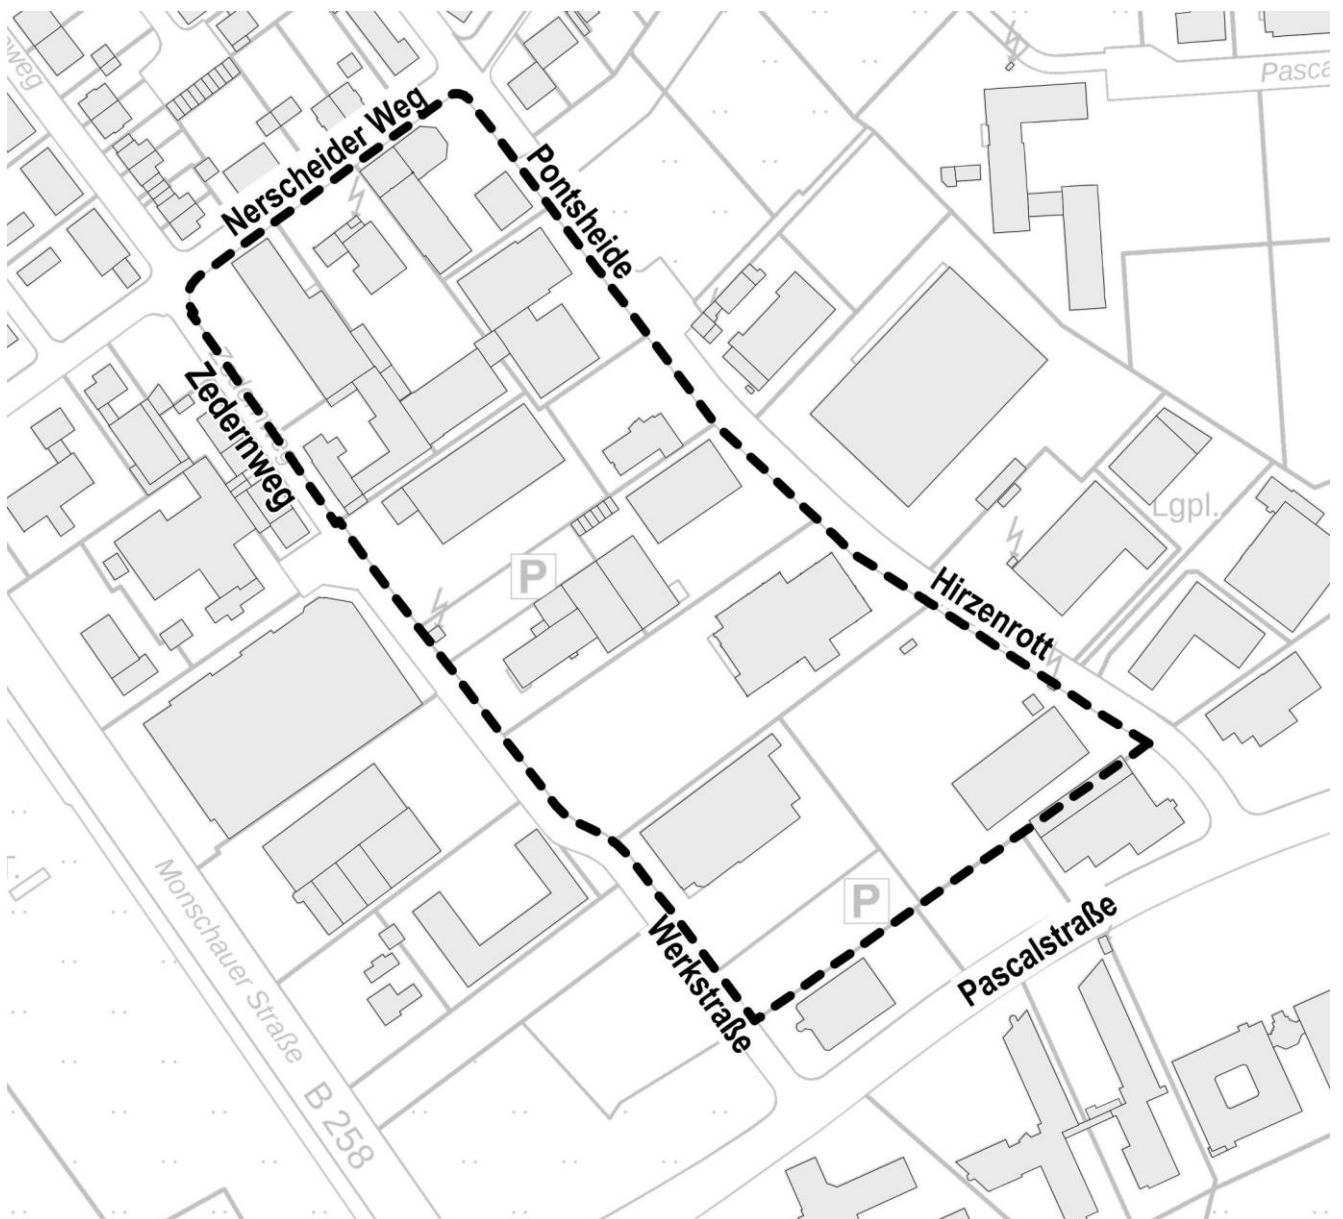 Pasca
Nerscheider Weg
Pontsheide
Zedernweg
Lgpl.
P
Hirzenrott
P
Monschauer Straße
Werkstraße
Pascalstraße
B 258